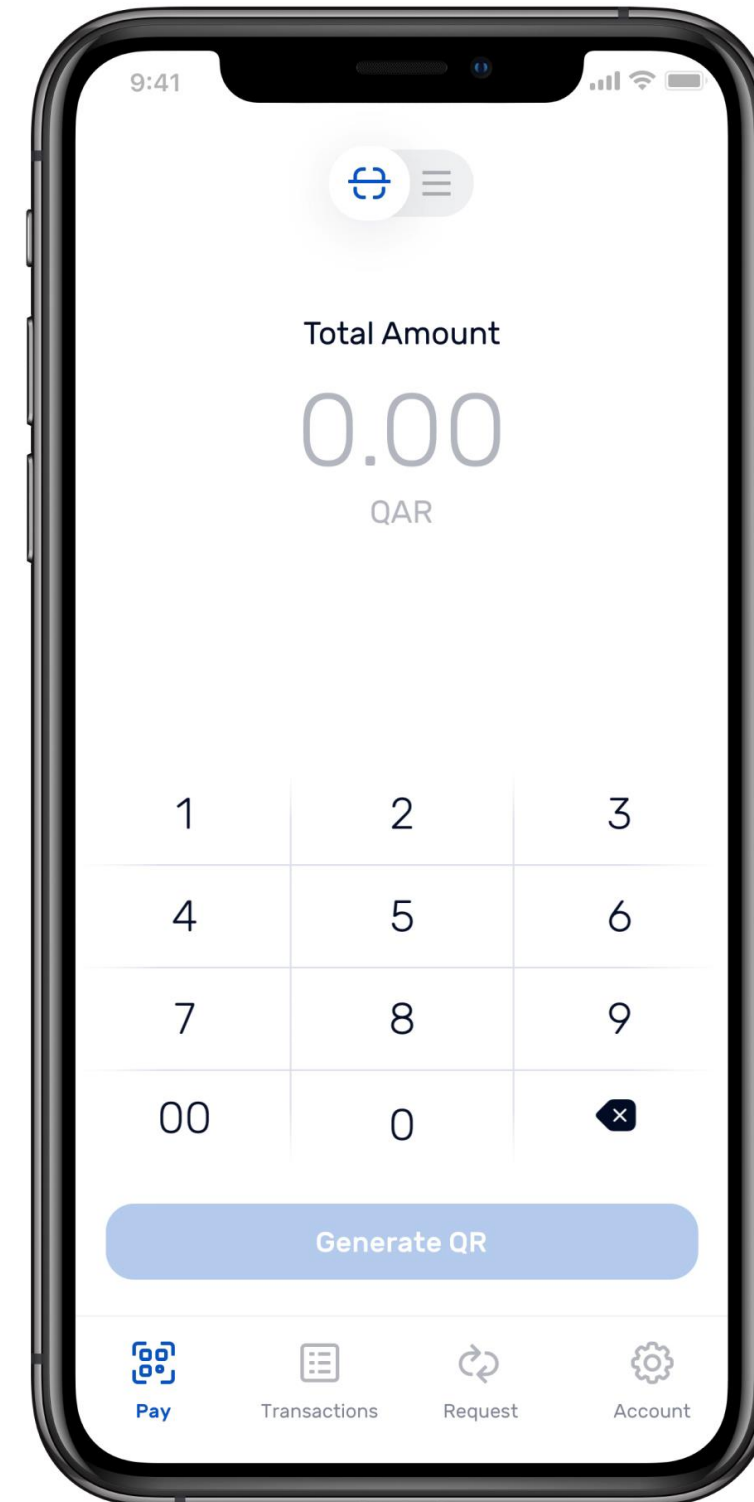 9:41
Total Amount
0.00
QAR
1 2 3
4 5 6
7 8 9
00 0
Generate QR
Pay Transactions Request Account